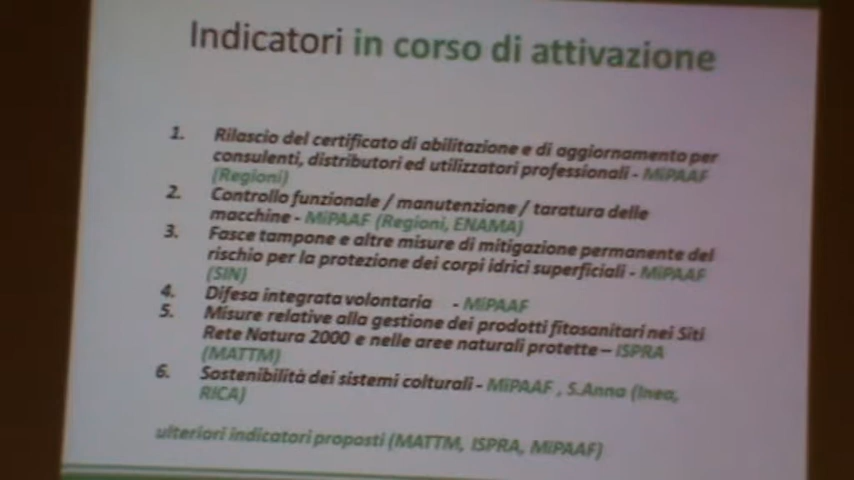 Indicatori in corso di attivazione
1. Rilascio del certificato di abilitazione e di aggiornamento per
consulenti, distributori ed utilizzatori professionali - MiPAAF
(Regioni)
2. Controllo funzionale / manutenzione / taratura delle
macchine - MiPAAF (Regioni, ENAMA)
3. Fasce tampone e altre misure di mitigazione permanente del
rischio per la protezione dei corpi idrici superficiali - MiPAAF
(SIN)
4. Difesa integrata volontaria - MiPAAF
5. Misure relative alla gestione dei prodotti fitosanitari nei Siti
Rete Natura 2000 e nelle aree naturali protette – ISPRA
(MATTM)
6. Sostenibilità dei sistemi colturali - MiPAAF , S.Anna (Inea,
RICA)
ulteriori indicatori proposti (MATTM, ISPRA, MiPAAF)